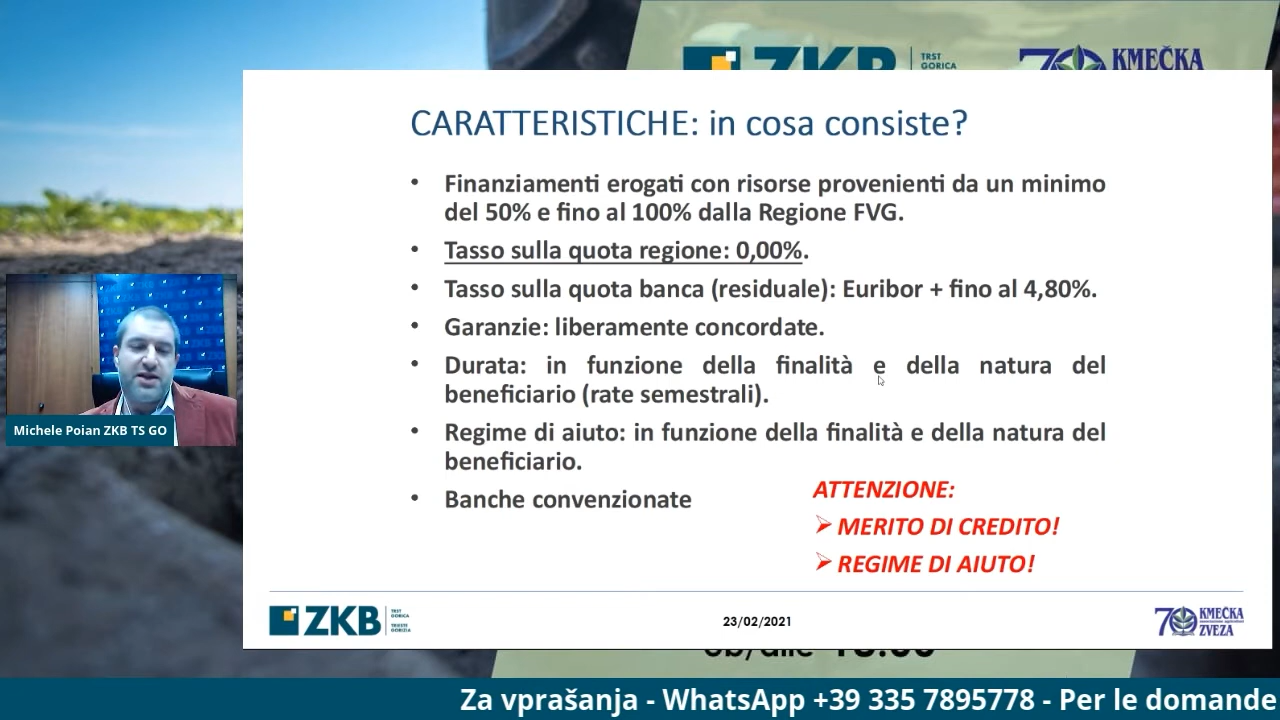 ZKB
TRST
GORICA
70 KMEČKA
CARATTERISTICHE: in cosa consiste?
• Finanziamenti erogati con risorse provenienti da un minimo
del 50% e fino al 100% dalla Regione FVG.
• Tasso sulla quota regione: 0,00%.
• Tasso sulla quota banca (residuale): Euribor + fino al 4,80%.
• Garanzie: liberamente concordate.
• Durata: in funzione della finalità e della natura del
beneficiario (rate semestrali).
• Regime di aiuto: in funzione della finalità e della natura del
beneficiario.
• Banche convenzionate
ATTENZIONE:
➢ MERITO DI CREDITO!
➢ REGIME DI AIUTO!
Michele Poian ZKB TS GO
ZKB
TRST
GORICA
TRIESTE
GORIZIA
23/02/2021
70 KMEČKA
ZVEZA
Za vprašanja - WhatsApp +39 335 7895778 - Per le domande